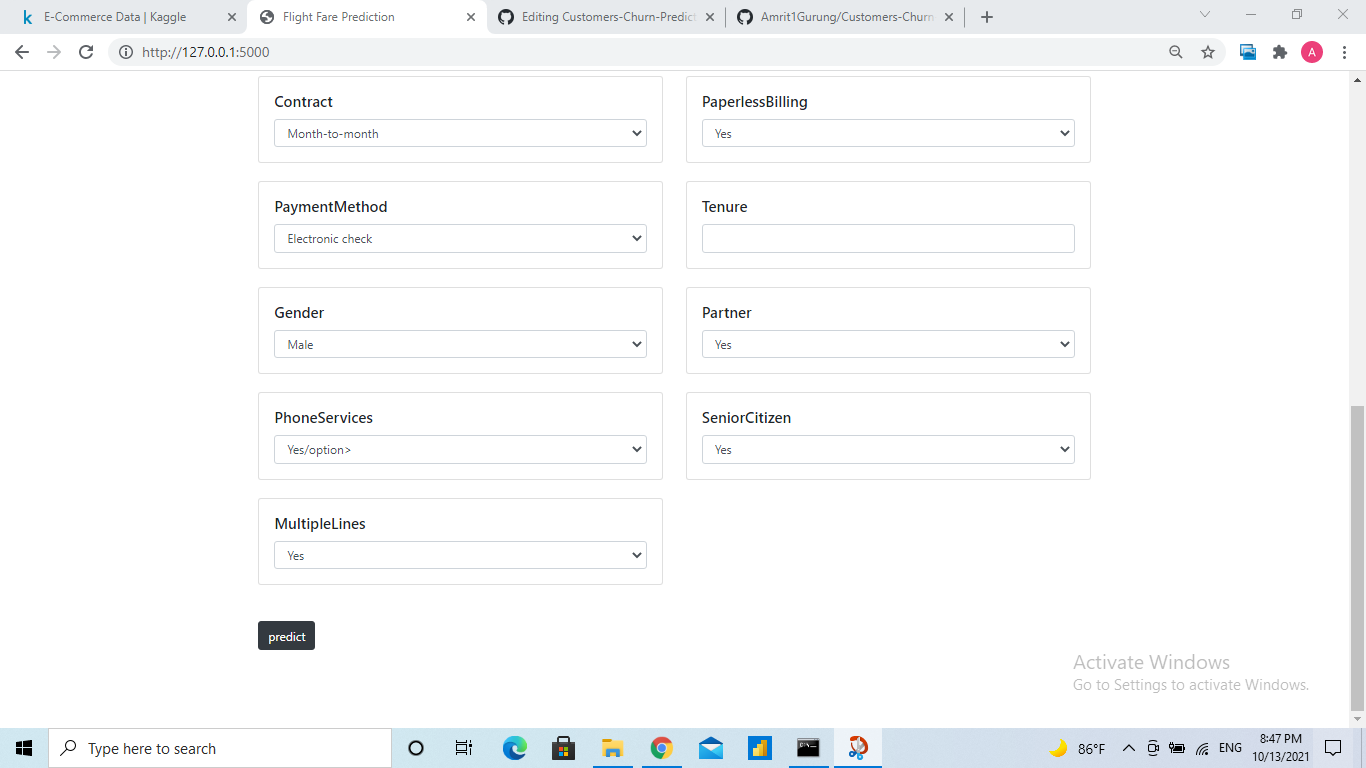 E-Commerce Data | Kaggle
Flight Fare Prediction
Editing Customers-Churn-Predict
Amrit1Gurung/Customers-Churn
http://127.0.0.1:5000
A
Contract
Month-to-month
PaperlessBilling
Yes
PaymentMethod
Electronic check
Tenure
Gender
Male
Partner
Yes
PhoneServices
Yes/option>
SeniorCitizen
Yes
MultipleLines
Yes
predict
Activate Windows
Go to Settings to activate Windows.
Type here to search
86°F
ENG
8:47 PM
10/13/2021